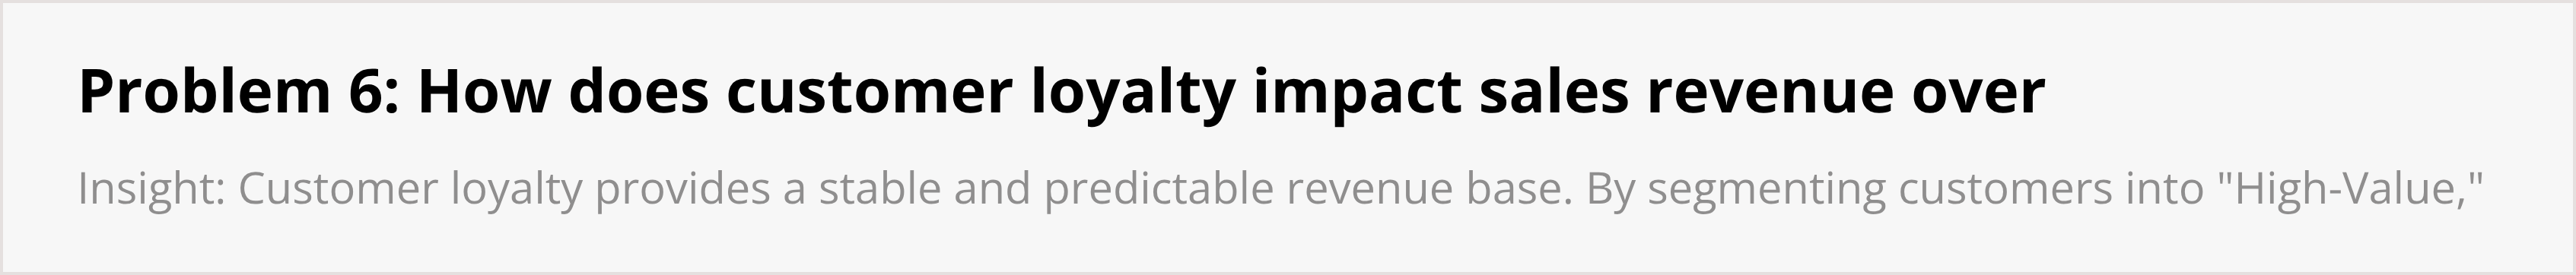 Problem 6: How does customer loyalty impact sales revenue over
Insight: Customer loyalty provides a stable and predictable revenue base. By segmenting customers into "High-Value,"